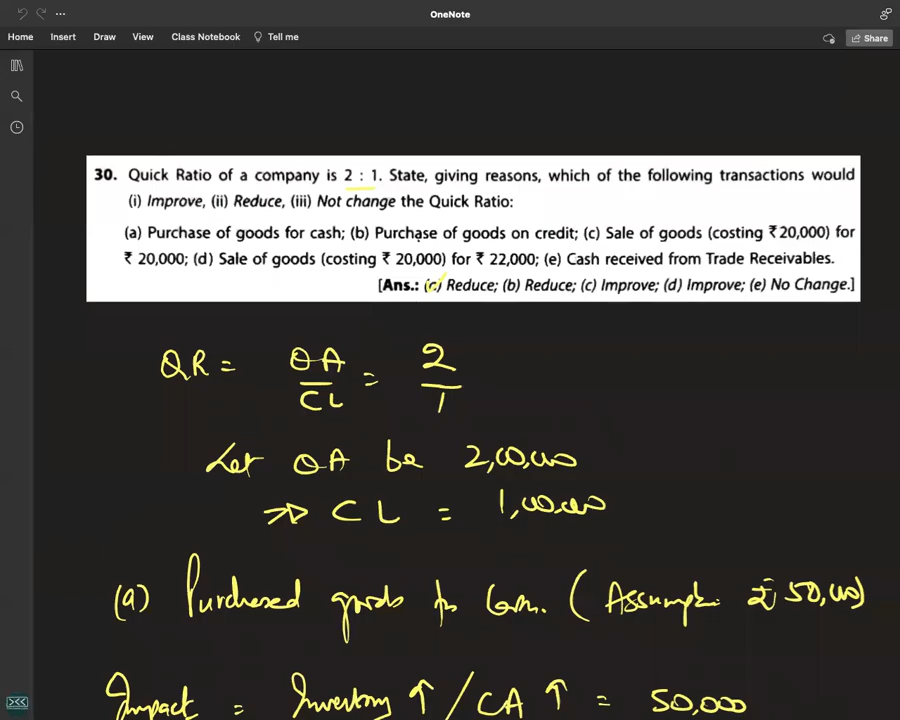 OneNote
Home Insert Draw View Class Notebook Tell me Share
30. Quick Ratio of a company is 2 : 1. State, giving reasons, which of the following transactions would
(i) Improve, (ii) Reduce, (iii) Not change the Quick Ratio:
(a) Purchase of goods for cash; (b) Purchase of goods on credit; (c) Sale of goods (costing ₹ 20,000) for
₹ 20,000; (d) Sale of goods (costing ₹ 20,000) for ₹ 22,000; (e) Cash received from Trade Receivables.
[Ans.: (a) Reduce; (b) Reduce; (c) Improve; (d) Improve; (e) No Change.]
QR = QA / CL = 2 / 1
Let QA be 2,00,000
⇒ CL = 1,00,000
(a) Purchased goods for Cash. ( Assumption ₹ 50,000)
Impact = Inventory ↑ / CA ↑ = 50,000